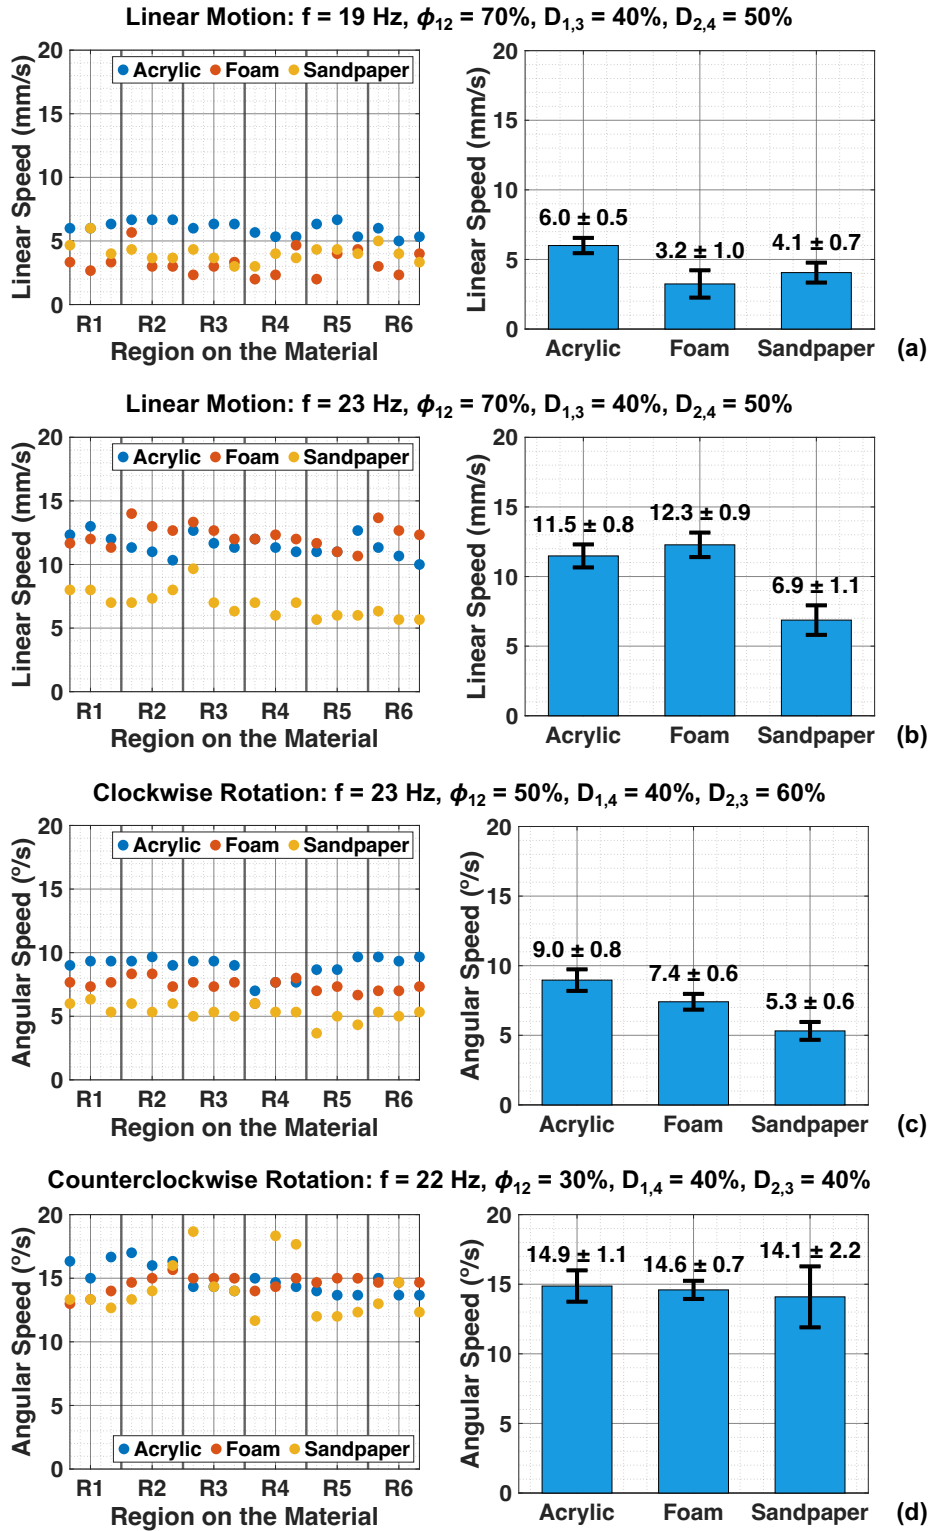 Linear Motion: f = 19 Hz, ϕ12 = 70%, D1,3 = 40%, D2,4 = 50%
Linear Speed (mm/s)
20
15
10
5
0
Acrylic Foam Sandpaper
R1 R2 R3 R4 R5 R6
Region on the Material
Linear Speed (mm/s)
20
15
10
5
0
6.0 ± 0.5
3.2 ± 1.0
4.1 ± 0.7
Acrylic Foam Sandpaper
(a)
Linear Motion: f = 23 Hz, ϕ12 = 70%, D1,3 = 40%, D2,4 = 50%
Linear Speed (mm/s)
20
15
10
5
0
Acrylic Foam Sandpaper
R1 R2 R3 R4 R5 R6
Region on the Material
Linear Speed (mm/s)
20
15
10
5
0
11.5 ± 0.8
12.3 ± 0.9
6.9 ± 1.1
Acrylic Foam Sandpaper
(b)
Clockwise Rotation: f = 23 Hz, ϕ12 = 50%, D1,4 = 40%, D2,3 = 60%
Angular Speed (º/s)
20
15
10
5
0
Acrylic Foam Sandpaper
R1 R2 R3 R4 R5 R6
Region on the Material
Angular Speed (º/s)
20
15
10
5
0
9.0 ± 0.8
7.4 ± 0.6
5.3 ± 0.6
Acrylic Foam Sandpaper
(c)
Counterclockwise Rotation: f = 22 Hz, ϕ12 = 30%, D1,4 = 40%, D2,3 = 40%
Angular Speed (º/s)
20
15
10
5
0
Acrylic Foam Sandpaper
R1 R2 R3 R4 R5 R6
Region on the Material
Angular Speed (º/s)
20
15
10
5
0
14.9 ± 1.1
14.6 ± 0.7
14.1 ± 2.2
Acrylic Foam Sandpaper
(d)